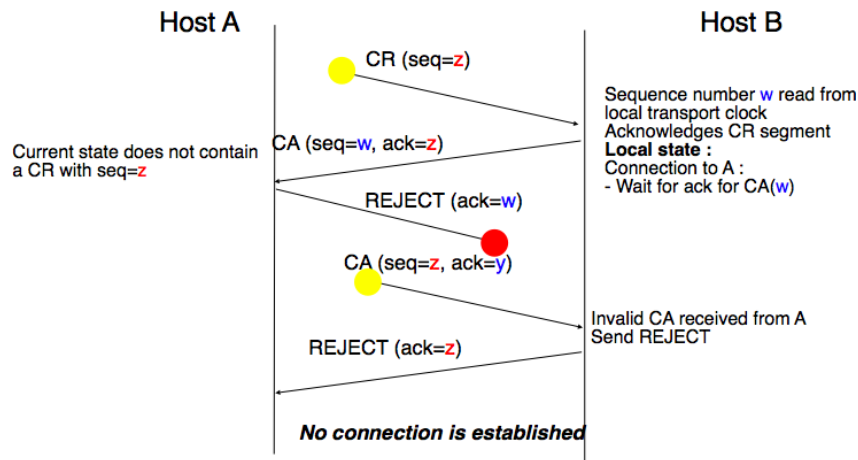 Host A
Host B
CR (seq=z)
Sequence number w read from
local transport clock
Acknowledges CR segment
Local state :
Connection to A :
- Wait for ack for CA(w)
CA (seq=w, ack=z)
Current state does not contain
a CR with seq=z
REJECT (ack=w)
CA (seq=z, ack=y)
Invalid CA received from A
Send REJECT
REJECT (ack=z)
No connection is established